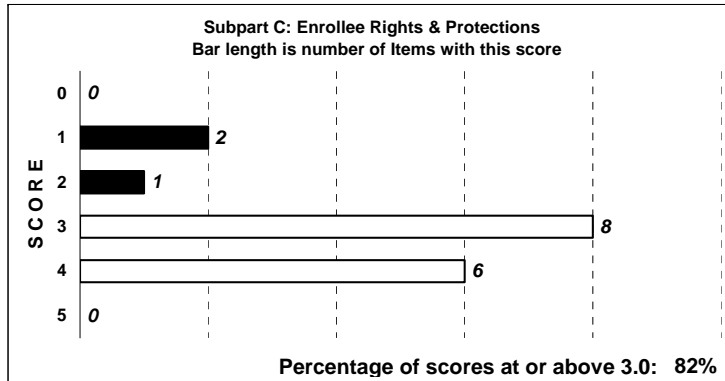 Subpart C: Enrollee Rights & Protections
Bar length is number of Items with this score
SCORE
0 0
1 2
2 1
3 8
4 6
5 0
Percentage of scores at or above 3.0: 82%